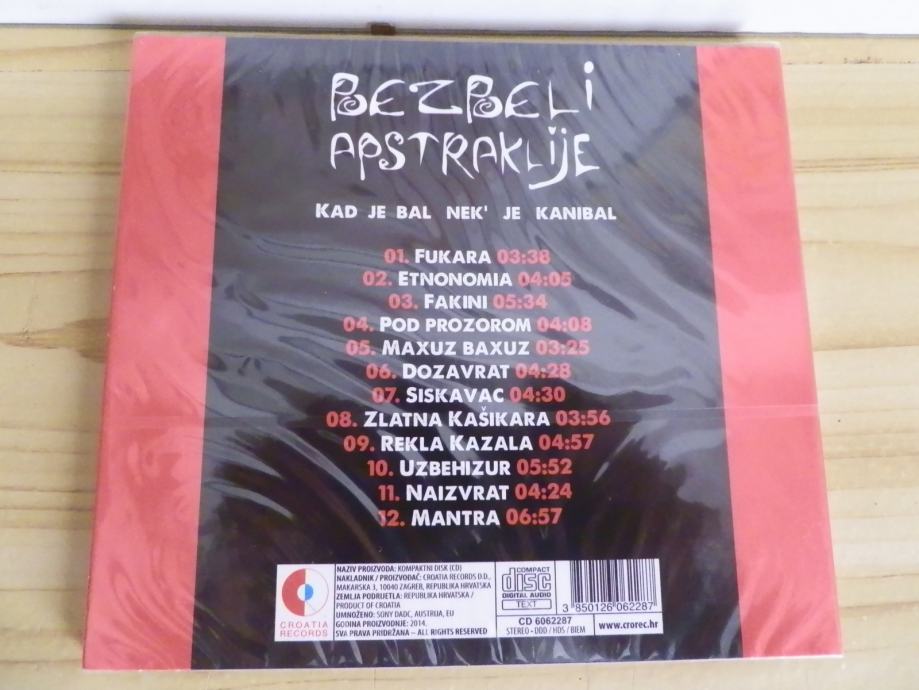 BEZBELI
APSTRAKLIJE
KAD JE BAL NEK' JE KANIBAL
01. FUKARA 03:38
02. ETNONOMIA 04:05
03. FAKINI 05:34
04. POD PROZOROM 04:08
05. MAXUZ BAXUZ 03:25
06. DOZAVRAT 04:28
07. SISKAVAC 04:30
08. ZLATNA KAŠIKARA 03:56
09. REKLA KAZALA 04:57
10. UZBEHIZUR 05:52
11. NAIZVRAT 04:24
12. MANTRA 06:57
CROATIA
RECORDS
NAZIV PROIZVODA: KOMPAKTNI DISK (CD)
NAKLADNIK / PROIZVOĐAČ: CROATIA RECORDS D.D.,
MAKARSKA 3, 10040 ZAGREB, REPUBLIKA HRVATSKA
ZEMLJA PODRIJETLA: REPUBLIKA HRVATSKA /
PRODUCT OF CROATIA
UMNOŽENO: SONY DADC, AUSTRIJA, EU
GODINA PROIZVODNJE: 2014.
SVA PRAVA PRIDRŽANA – ALL RIGHTS RESERVED
COMPACT
disc
DIGITAL AUDIO
TEXT
CD 6062287
STEREO • DDD / HDS / BIEM
3 850126 062287
www.crorec.hr